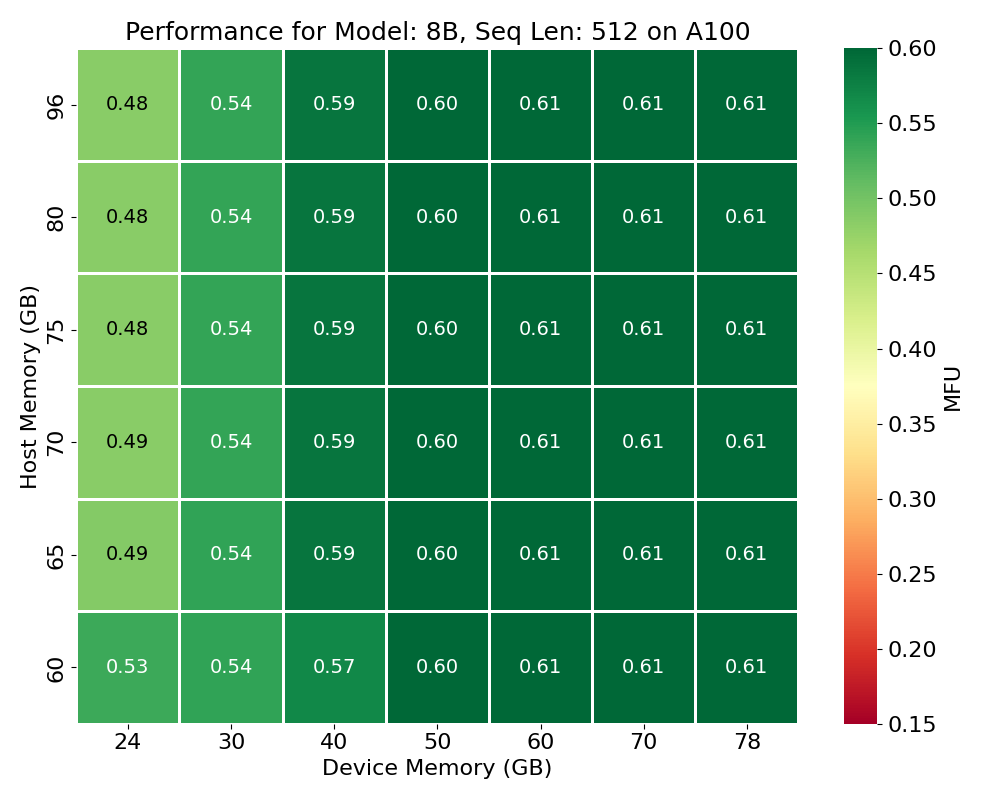 Performance for Model: 8B, Seq Len: 512 on A100
Host Memory (GB)
96 0.48 0.54 0.59 0.60 0.61 0.61 0.61
80 0.48 0.54 0.59 0.60 0.61 0.61 0.61
75 0.48 0.54 0.59 0.60 0.61 0.61 0.61
70 0.49 0.54 0.59 0.60 0.61 0.61 0.61
65 0.49 0.54 0.59 0.60 0.61 0.61 0.61
60 0.53 0.54 0.57 0.60 0.61 0.61 0.61
24 30 40 50 60 70 78
Device Memory (GB)
0.60
0.55
0.50
0.45
0.40
0.35
0.30
0.25
0.20
0.15
MFU